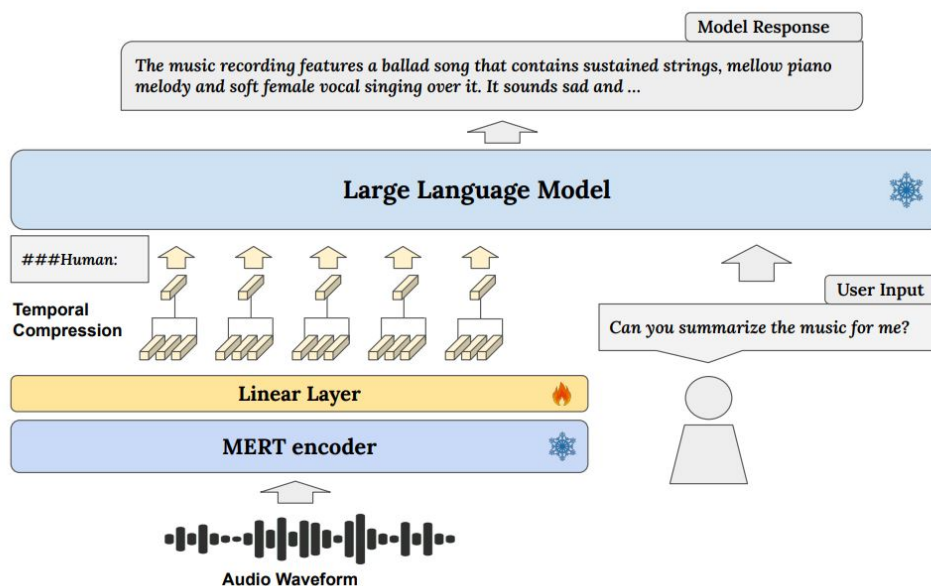 Model Response
The music recording features a ballad song that contains sustained strings, mellow piano
melody and soft female vocal singing over it. It sounds sad and ...
Large Language Model
###Human:
Temporal
Compression
User Input
Can you summarize the music for me?
Linear Layer
MERT encoder
Audio Waveform